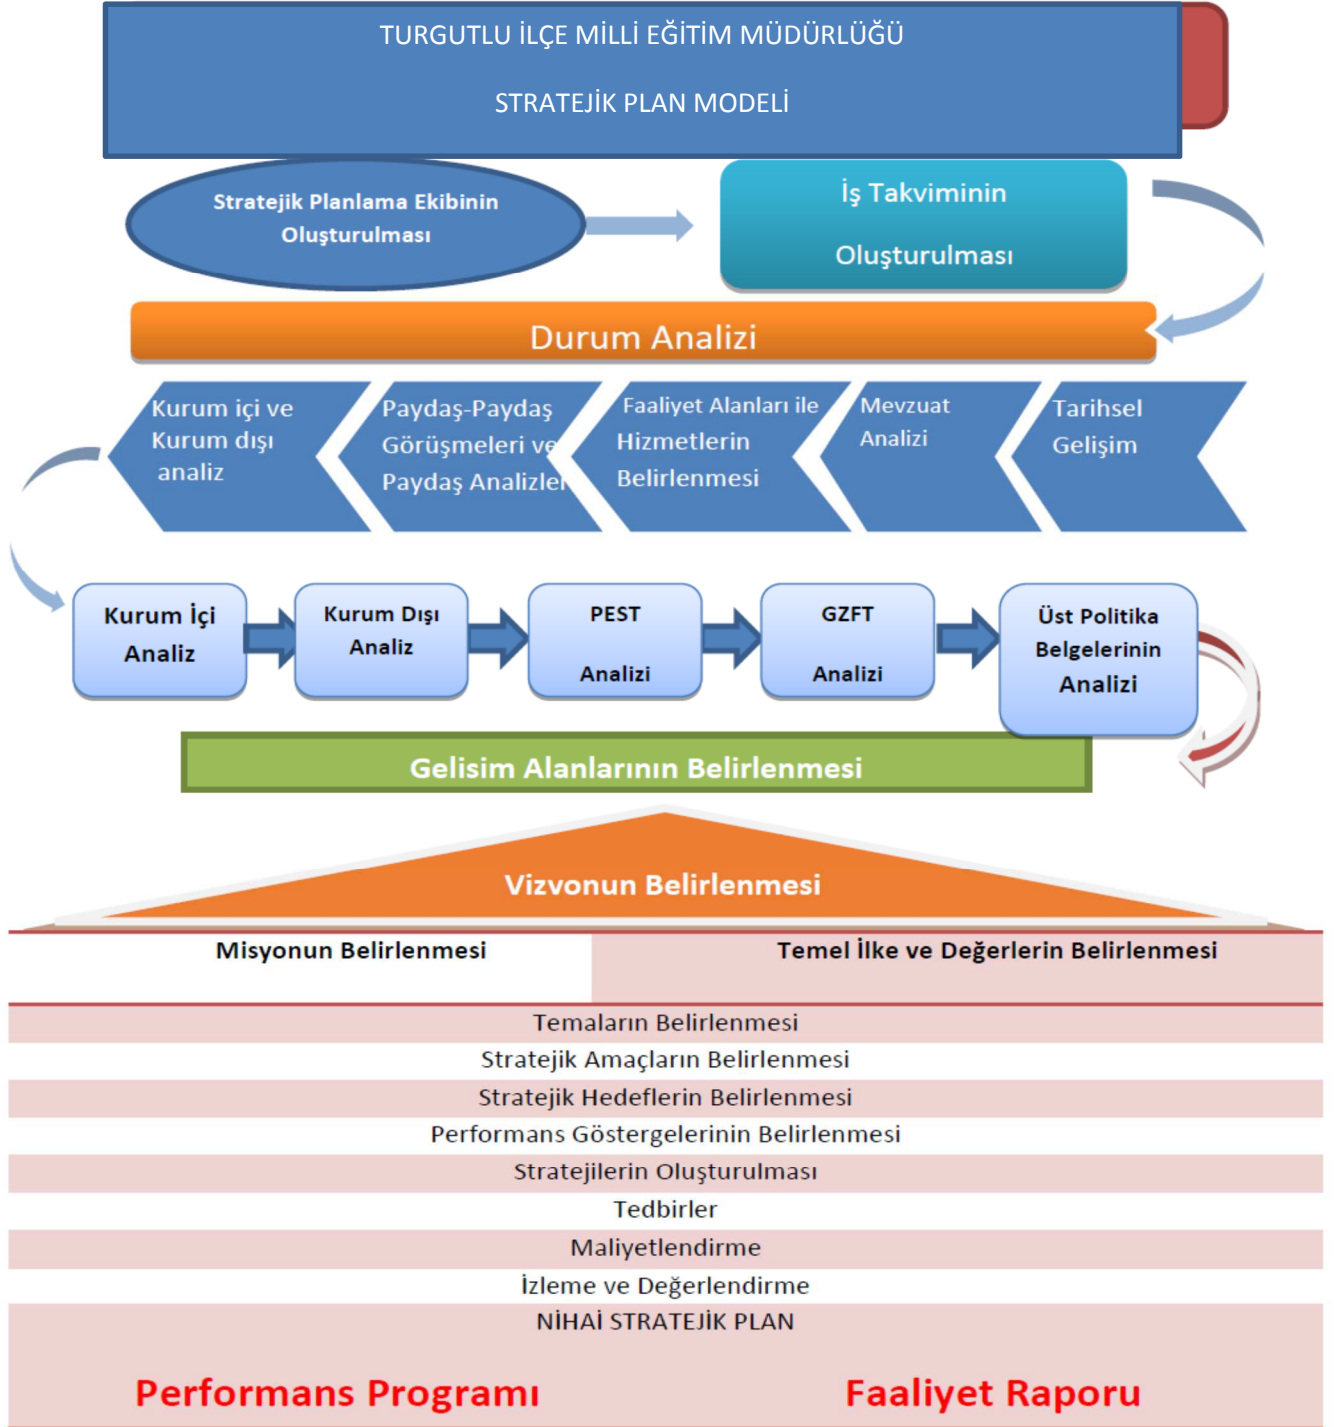 TURGUTLU İLÇE MİLLİ EĞİTİM MÜDÜRLÜĞÜ
STRATEJİK PLAN MODELİ
Stratejik Planlama Ekibinin
Oluşturulması
İş Takviminin
Oluşturulması
Durum Analizi
Kurum içi ve
Kurum dışı
analiz
Paydaş-Paydaş
Görüşmeleri ve
Paydaş Analizler
Faaliyet Alanları ile
Hizmetlerin
Belirlenmesi
Mevzuat
Analizi
Tarihsel
Gelişim
Kurum İçi
Analiz
Kurum Dışı
Analiz
PEST
Analizi
GZFT
Analizi
Üst Politika
Belgelerinin
Analizi
Gelisim Alanlarının Belirlenmesi
Vizvonun Belirlenmesi
Misyonun Belirlenmesi
Temel İlke ve Değerlerin Belirlenmesi
Temaların Belirlenmesi
Stratejik Amaçların Belirlenmesi
Stratejik Hedeflerin Belirlenmesi
Performans Göstergelerinin Belirlenmesi
Stratejilerin Oluşturulması
Tedbirler
Maliyetlendirme
İzleme ve Değerlendirme
NİHAİ STRATEJİK PLAN
Performans Programı
Faaliyet Raporu